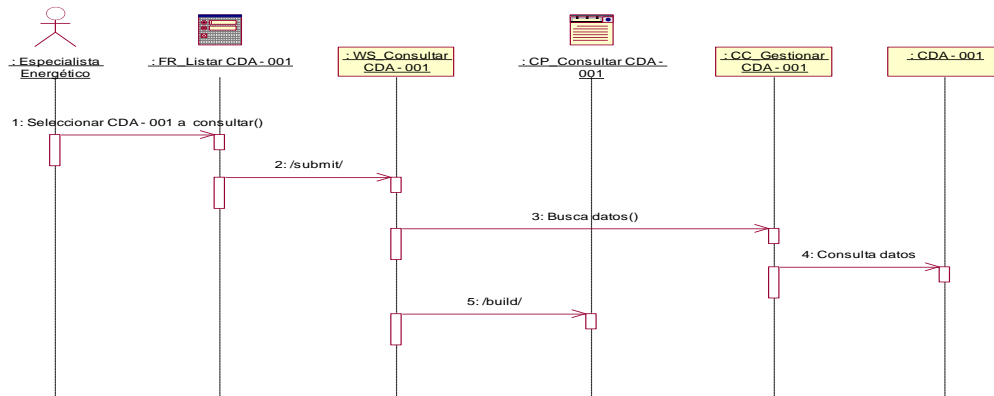 : Especialista
Energético
: FR_Listar CDA - 001
: WS_Consultar
CDA - 001
: CP_Consultar CDA -
001
: CC_Gestionar
CDA - 001
: CDA - 001
1: Seleccionar CDA - 001 a consultar()
2: /submit/
3: Busca datos()
4: Consulta datos
5: /build/